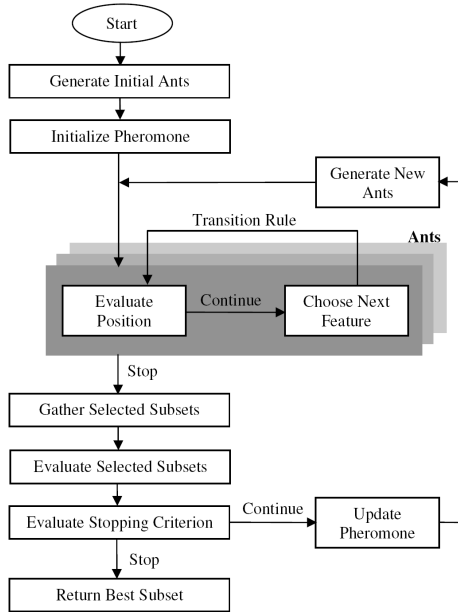 Start
Generate Initial Ants
Initialize Pheromone
Generate New
Ants
Transition Rule
Ants
Evaluate
Position
Continue
Choose Next
Feature
Stop
Gather Selected Subsets
Evaluate Selected Subsets
Evaluate Stopping Criterion
Continue
Update
Pheromone
Stop
Return Best Subset